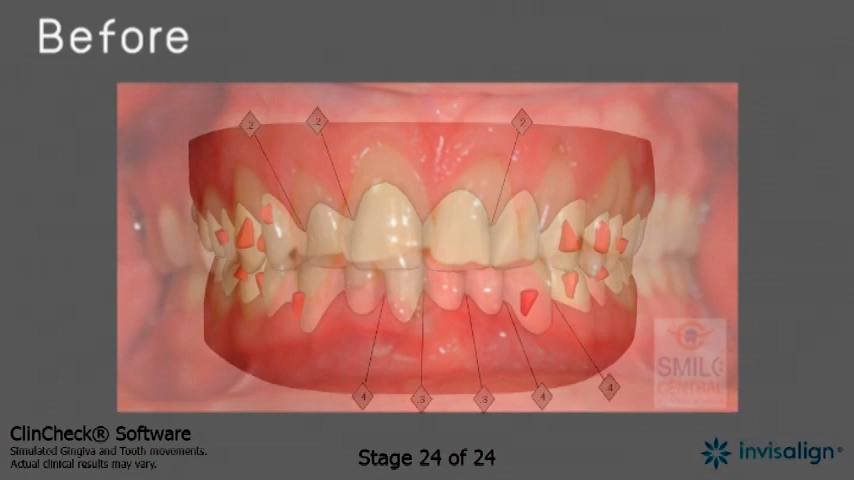 Before
.2
.2
.2
SMILE
CENTRAL
.4
.3
.3
.4
.4
ClinCheck® Software
Simulated Gingiva and Tooth movements.
Actual clinical results may vary.
Stage 24 of 24
invisalign®